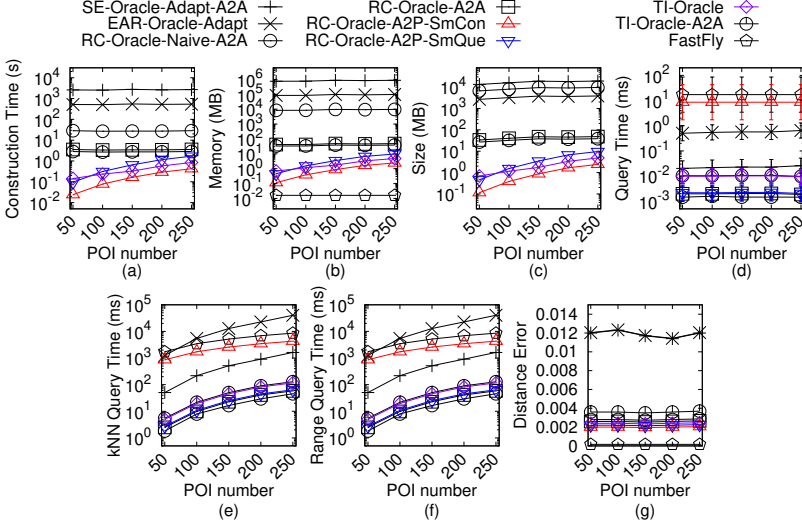 SE-Oracle-Adapt-A2A
EAR-Oracle-Adapt
RC-Oracle-Naive-A2A
RC-Oracle-A2A
RC-Oracle-A2P-SmCon
RC-Oracle-A2P-SmQue
TI-Oracle
TI-Oracle-A2A
FastFly
Construction Time (s)
10^4
10^3
10^2
10^1
10^0
10^-1
10^-2
50
100
150
200
250
POI number
(a)
Memory (MB)
10^6
10^4
10^2
10^0
10^-2
50
100
150
200
250
POI number
(b)
Size (MB)
10^4
10^3
10^2
10^1
10^0
10^-1
50
100
150
200
250
POI number
(c)
Query Time (ms)
10^2
10^1
10^0
10^-1
10^-2
10^-3
50
100
150
200
250
POI number
(d)
kNN Query Time (ms)
10^5
10^4
10^3
10^2
10^1
10^0
50
100
150
200
250
POI number
(e)
Range Query Time (ms)
10^5
10^4
10^3
10^2
10^1
10^0
50
100
150
200
250
POI number
(f)
Distance Error
0.014
0.012
0.01
0.008
0.006
0.004
0.002
0
50
100
150
200
250
POI number
(g)